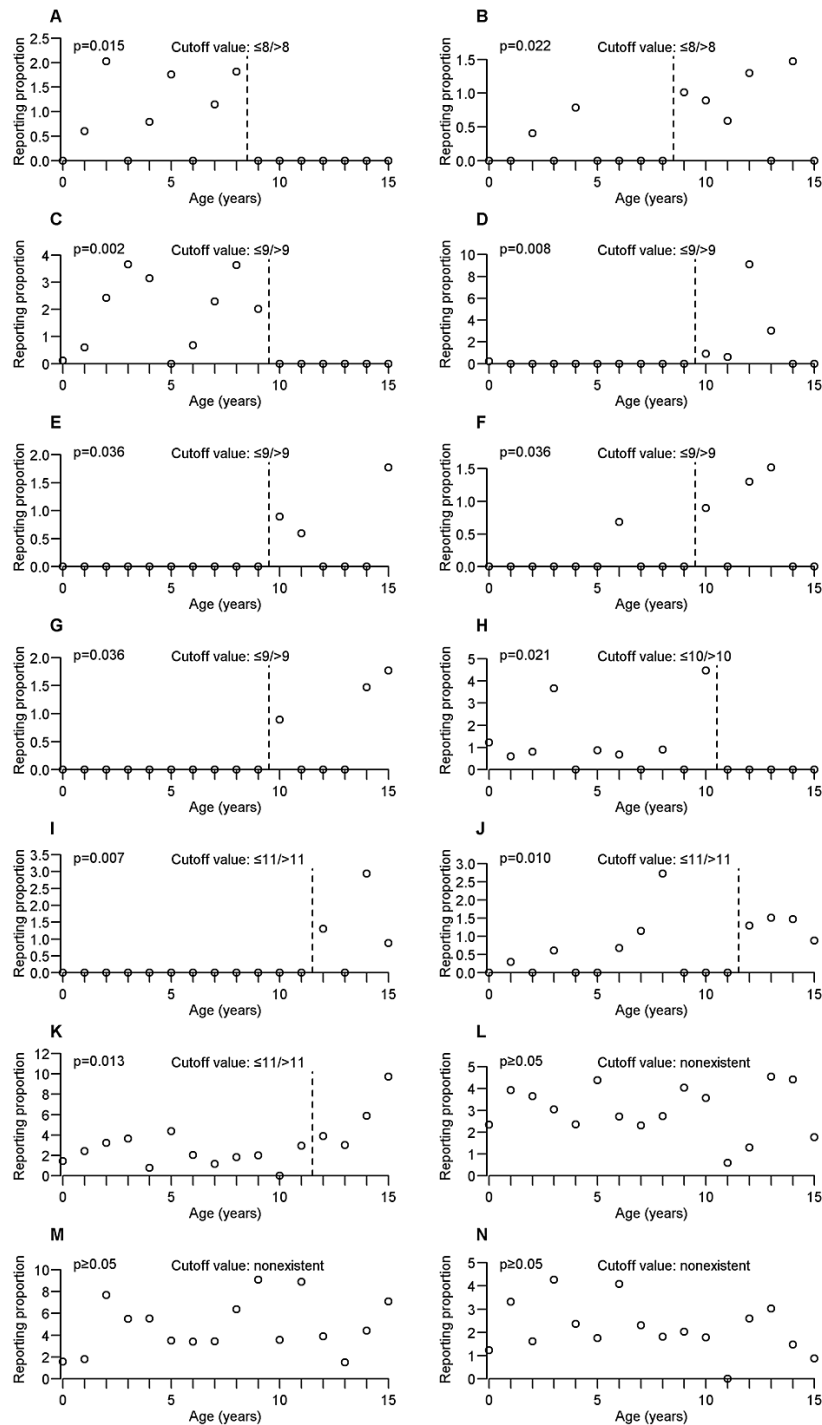 A
p=0.015 Cutoff value: ≤8/>8
Reporting proportion
2.5
2.0
1.5
1.0
0.5
0.0
0 5 10 15
Age (years)
B
p=0.022 Cutoff value: ≤8/>8
Reporting proportion
1.5
1.0
0.5
0.0
0 5 10 15
Age (years)
C
p=0.002 Cutoff value: ≤9/>9
Reporting proportion
4
3
2
1
0
0 5 10 15
Age (years)
D
p=0.008 Cutoff value: ≤9/>9
Reporting proportion
10
8
6
4
2
0
0 5 10 15
Age (years)
E
p=0.036 Cutoff value: ≤9/>9
Reporting proportion
2.0
1.5
1.0
0.5
0.0
0 5 10 15
Age (years)
F
p=0.036 Cutoff value: ≤9/>9
Reporting proportion
1.5
1.0
0.5
0.0
0 5 10 15
Age (years)
G
p=0.036 Cutoff value: ≤9/>9
Reporting proportion
2.0
1.5
1.0
0.5
0.0
0 5 10 15
Age (years)
H
p=0.021 Cutoff value: ≤10/>10
Reporting proportion
5
4
3
2
1
0
0 5 10 15
Age (years)
I
p=0.007 Cutoff value: ≤11/>11
Reporting proportion
3.5
3.0
2.5
2.0
1.5
1.0
0.5
0.0
0 5 10 15
Age (years)
J
p=0.010 Cutoff value: ≤11/>11
Reporting proportion
3.0
2.5
2.0
1.5
1.0
0.5
0.0
0 5 10 15
Age (years)
K
p=0.013 Cutoff value: ≤11/>11
Reporting proportion
12
10
8
6
4
2
0
0 5 10 15
Age (years)
L
p≥0.05 Cutoff value: nonexistent
Reporting proportion
5
4
3
2
1
0
0 5 10 15
Age (years)
M
p≥0.05 Cutoff value: nonexistent
Reporting proportion
10
8
6
4
2
0
0 5 10 15
Age (years)
N
p≥0.05 Cutoff value: nonexistent
Reporting proportion
5
4
3
2
1
0
0 5 10 15
Age (years)